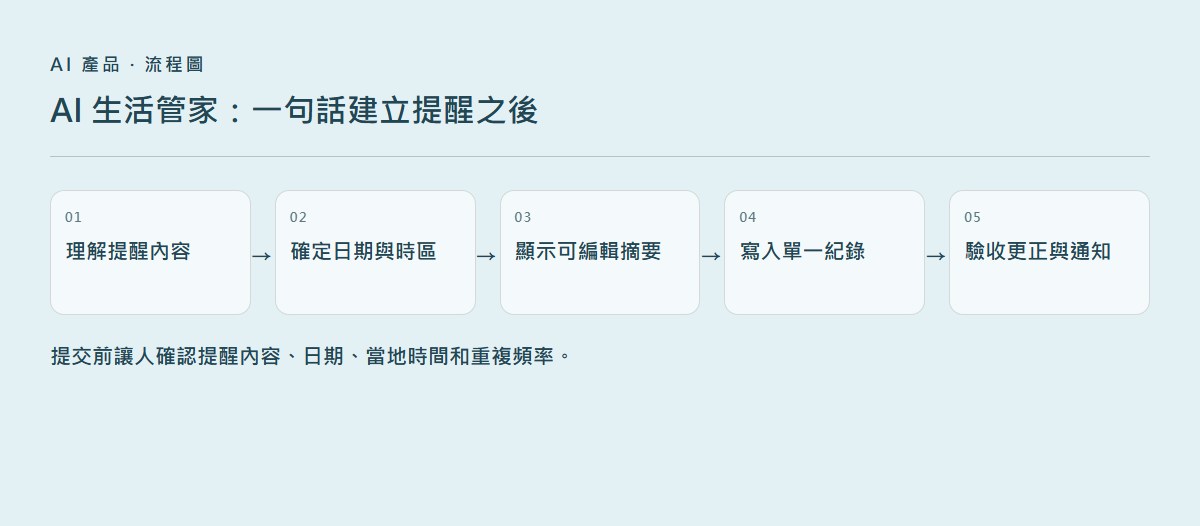 AI 產品 · 流程圖
AI 生活管家：一句話建立提醒之後
01
理解提醒內容
→
02
確定日期與時區
→
03
顯示可編輯摘要
→
04
寫入單一紀錄
→
05
驗收更正與通知
提交前讓人確認提醒內容、日期、當地時間和重複頻率。